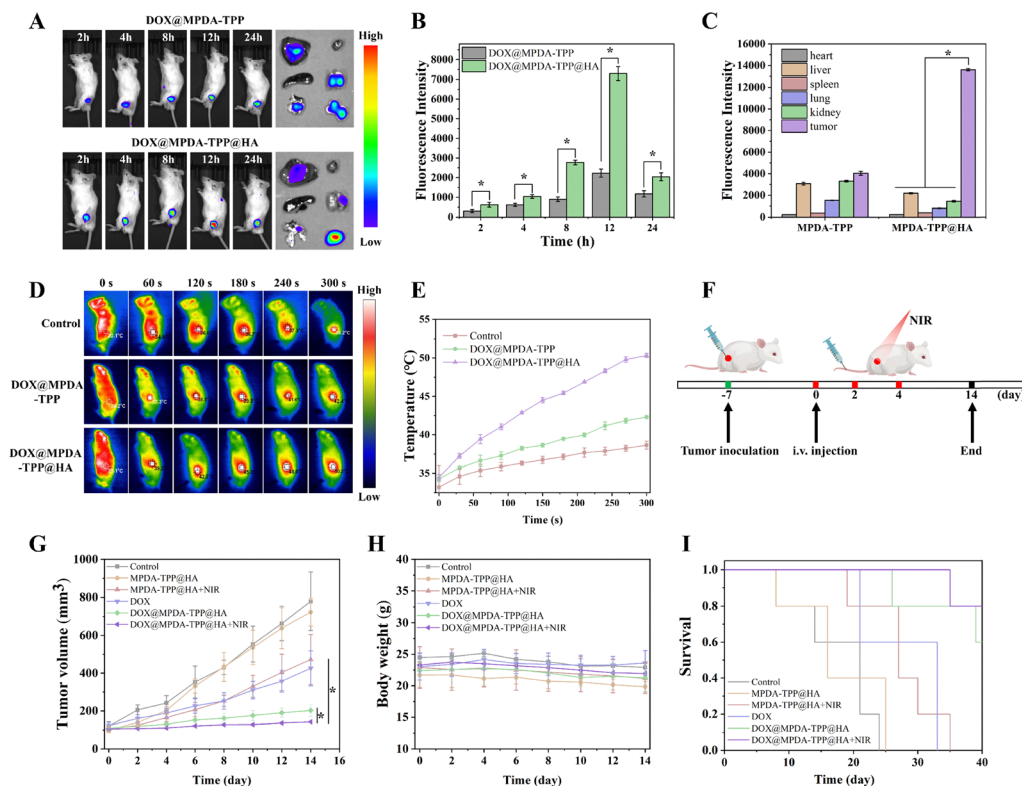 A
DOX@MPDA-TPP
2h 4h 8h 12h 24h
DOX@MPDA-TPP@HA
2h 4h 8h 12h 24h
High
Low
B
Fluorescence Intensity
8000
7000
6000
5000
4000
3000
2000
1000
0
DOX@MPDA-TPP
DOX@MPDA-TPP@HA
* * * * *
2 4 8 12 24
Time (h)
C
Fluorescence Intensity
16000
14000
12000
10000
8000
6000
4000
2000
0
heart
liver
spleen
lung
kidney
tumor
*
MPDA-TPP MPDA-TPP@HA
D
0 s 60 s 120 s 180 s 240 s 300 s
Control
DOX@MPDA
-TPP
DOX@MPDA
-TPP@HA
High
Low
E
Temperature (°C)
55
50
45
40
35
Control
DOX@MPDA-TPP
DOX@MPDA-TPP@HA
0 50 100 150 200 250 300
Time (s)
F
NIR
-7 0 2 4 14 (day)
Tumor inoculation i.v. injection End
G
Tumor volume (mm³)
1000
800
600
400
200
0
Control
MPDA-TPP@HA
MPDA-TPP@HA+NIR
DOX
DOX@MPDA-TPP@HA
DOX@MPDA-TPP@HA+NIR
*
*
0 2 4 6 8 10 12 14 16
Time (day)
H
Body weight (g)
40
35
30
25
20
15
10
Control
MPDA-TPP@HA
MPDA-TPP@HA+NIR
DOX
DOX@MPDA-TPP@HA
DOX@MPDA-TPP@HA+NIR
0 2 4 6 8 10 12 14
Time (day)
I
Survival
1.0
0.8
0.6
0.4
0.2
0.0
Control
MPDA-TPP@HA
MPDA-TPP@HA+NIR
DOX
DOX@MPDA-TPP@HA
DOX@MPDA-TPP@HA+NIR
0 10 20 30 40
Time (day)